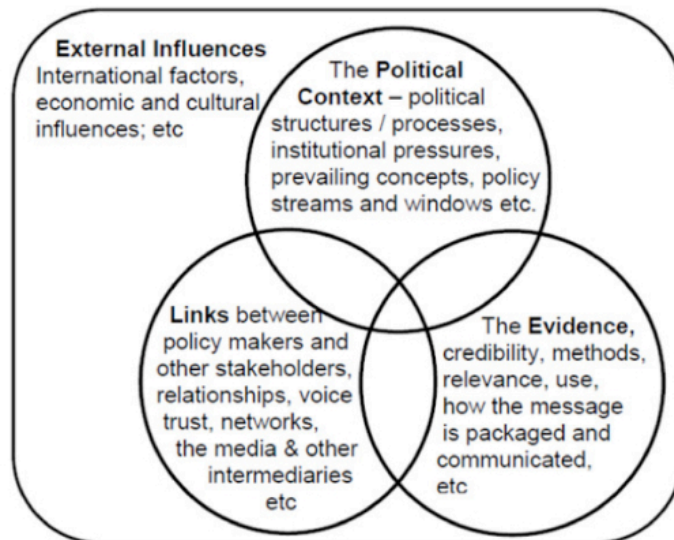 External Influences
International factors,
economic and cultural
influences; etc
The Political
Context – political
structures / processes,
institutional pressures,
prevailing concepts, policy
streams and windows etc.
Links between
policy makers and
other stakeholders,
relationships, voice
trust, networks,
the media & other
intermediaries
etc
The Evidence,
credibility, methods,
relevance, use,
how the message
is packaged and
communicated,
etc